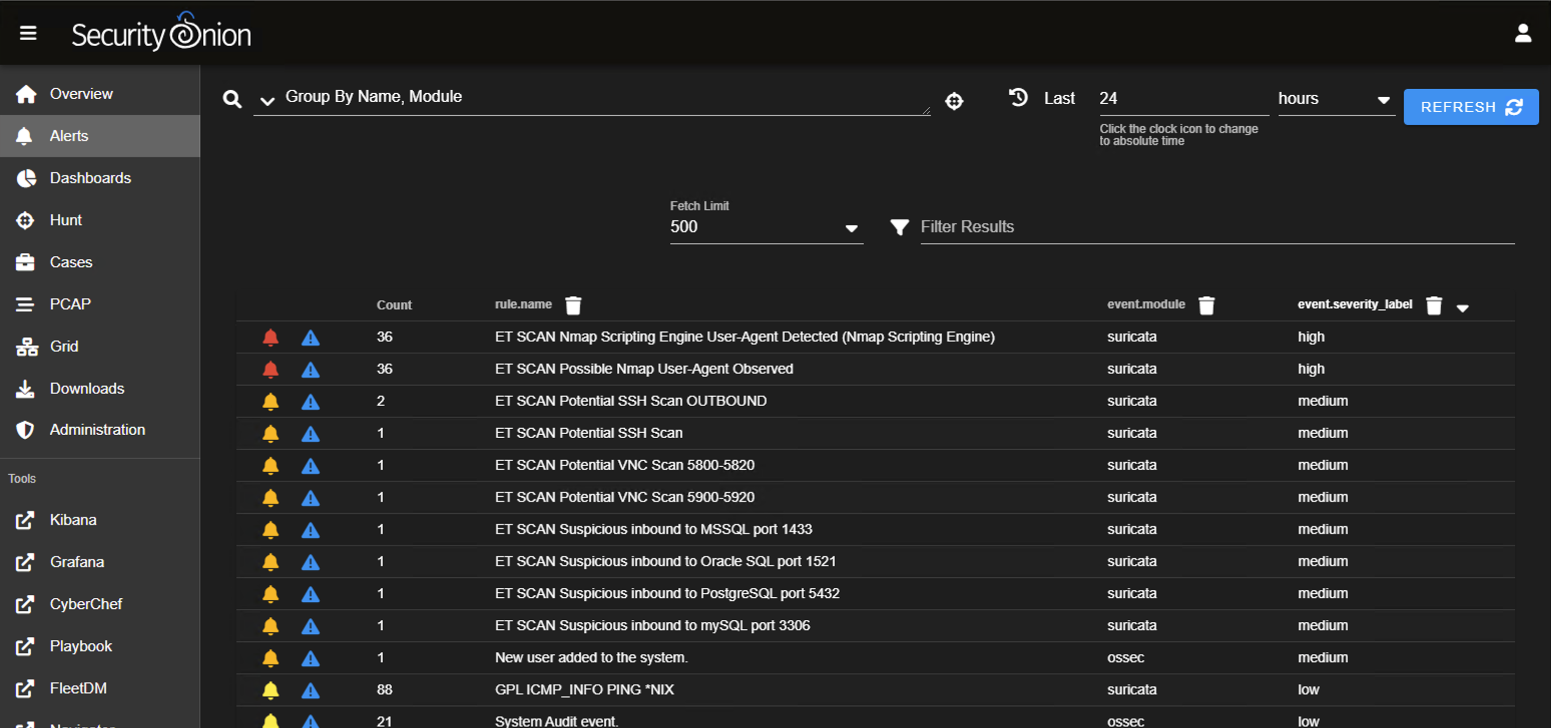 Security Onion
Overview
Alerts
Dashboards
Hunt
Cases
PCAP
Grid
Downloads
Administration
Tools
Kibana
Grafana
CyberChef
Playbook
FleetDM
Navigator
Group By Name, Module
Last 24 hours REFRESH
Click the clock icon to change
to absolute time
Fetch Limit
500 Filter Results
Count rule.name event.module event.severity_label
36 ET SCAN Nmap Scripting Engine User-Agent Detected (Nmap Scripting Engine) suricata high
36 ET SCAN Possible Nmap User-Agent Observed suricata high
2 ET SCAN Potential SSH Scan OUTBOUND suricata medium
1 ET SCAN Potential SSH Scan suricata medium
1 ET SCAN Potential VNC Scan 5800-5820 suricata medium
1 ET SCAN Potential VNC Scan 5900-5920 suricata medium
1 ET SCAN Suspicious inbound to MSSQL port 1433 suricata medium
1 ET SCAN Suspicious inbound to Oracle SQL port 1521 suricata medium
1 ET SCAN Suspicious inbound to PostgreSQL port 5432 suricata medium
1 ET SCAN Suspicious inbound to mySQL port 3306 suricata medium
1 New user added to the system. ossec medium
88 GPL ICMP_INFO PING *NIX suricata low
21 System Audit event. ossec low